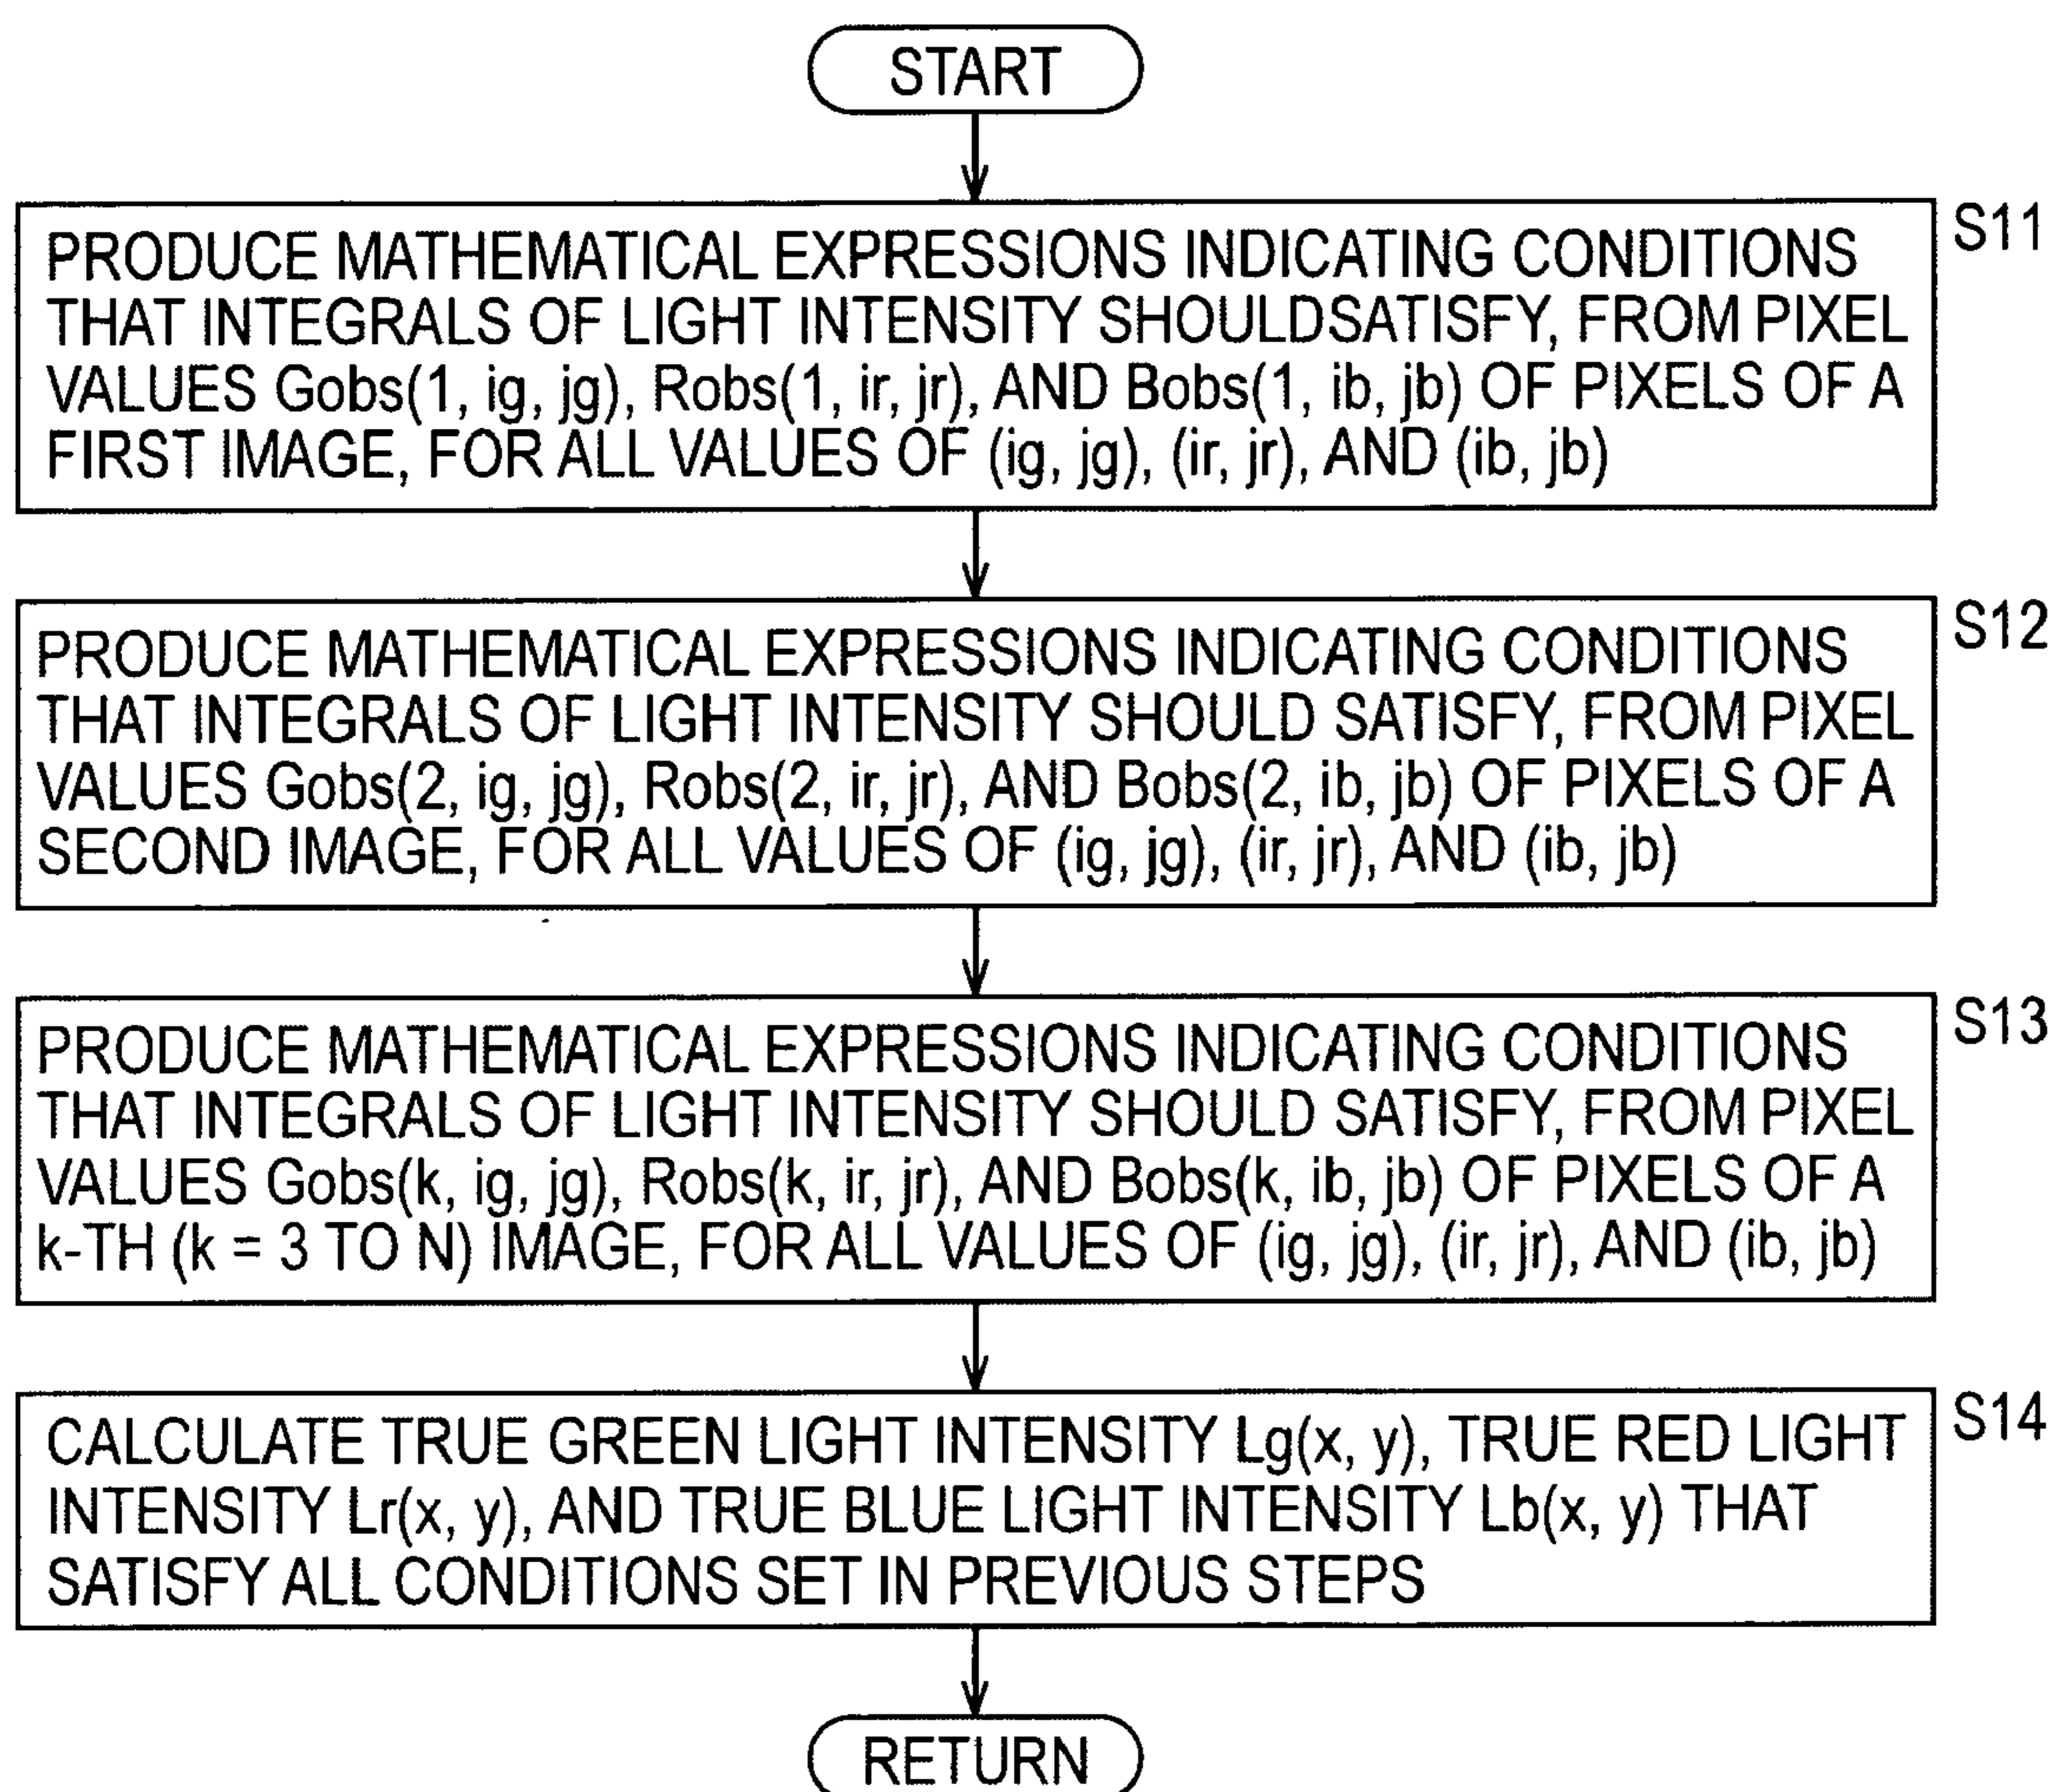 START
S11
PRODUCE MATHEMATICAL EXPRESSIONS INDICATING CONDITIONS
THAT INTEGRALS OF LIGHT INTENSITY SHOULDSATISFY, FROM PIXEL
VALUES Gobs(1, ig, jg), Robs(1, ir, jr), AND Bobs(1, ib, jb) OF PIXELS OF A
FIRST IMAGE, FOR ALL VALUES OF (ig, jg), (ir, jr), AND (ib, jb)
S12
PRODUCE MATHEMATICAL EXPRESSIONS INDICATING CONDITIONS
THAT INTEGRALS OF LIGHT INTENSITY SHOULD SATISFY, FROM PIXEL
VALUES Gobs(2, ig, jg), Robs(2, ir, jr), AND Bobs(2, ib, jb) OF PIXELS OF A
SECOND IMAGE, FOR ALL VALUES OF (ig, jg), (ir, jr), AND (ib, jb)
S13
PRODUCE MATHEMATICAL EXPRESSIONS INDICATING CONDITIONS
THAT INTEGRALS OF LIGHT INTENSITY SHOULD SATISFY, FROM PIXEL
VALUES Gobs(k, ig, jg), Robs(k, ir, jr), AND Bobs(k, ib, jb) OF PIXELS OF A
k-TH (k = 3 TO N) IMAGE, FOR ALL VALUES OF (ig, jg), (ir, jr), AND (ib, jb)
S14
CALCULATE TRUE GREEN LIGHT INTENSITY Lg(x, y), TRUE RED LIGHT
INTENSITY Lr(x, y), AND TRUE BLUE LIGHT INTENSITY Lb(x, y) THAT
SATISFY ALL CONDITIONS SET IN PREVIOUS STEPS
RETURN